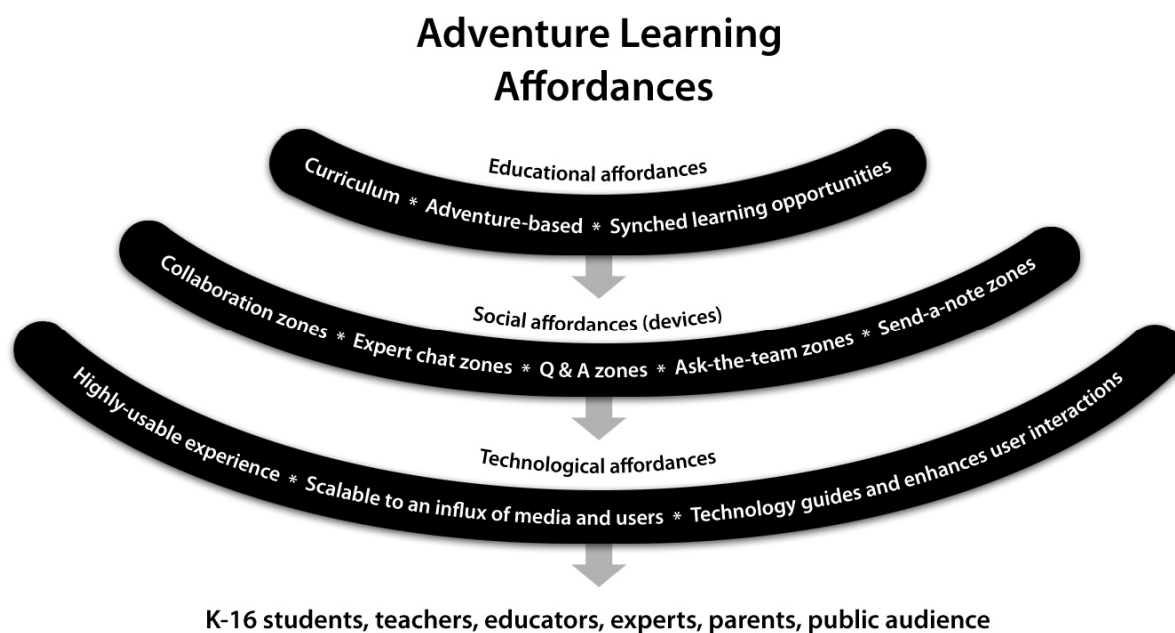 Adventure Learning
Affordances
Educational affordances
Curriculum * Adventure-based * Synched learning opportunities
Social affordances (devices)
Collaboration zones * Expert chat zones * Q & A zones * Ask-the-team zones * Send-a-note zones
Technological affordances
Highly-usable experience * Scalable to an influx of media and users * Technology guides and enhances user interactions
K-16 students, teachers, educators, experts, parents, public audience